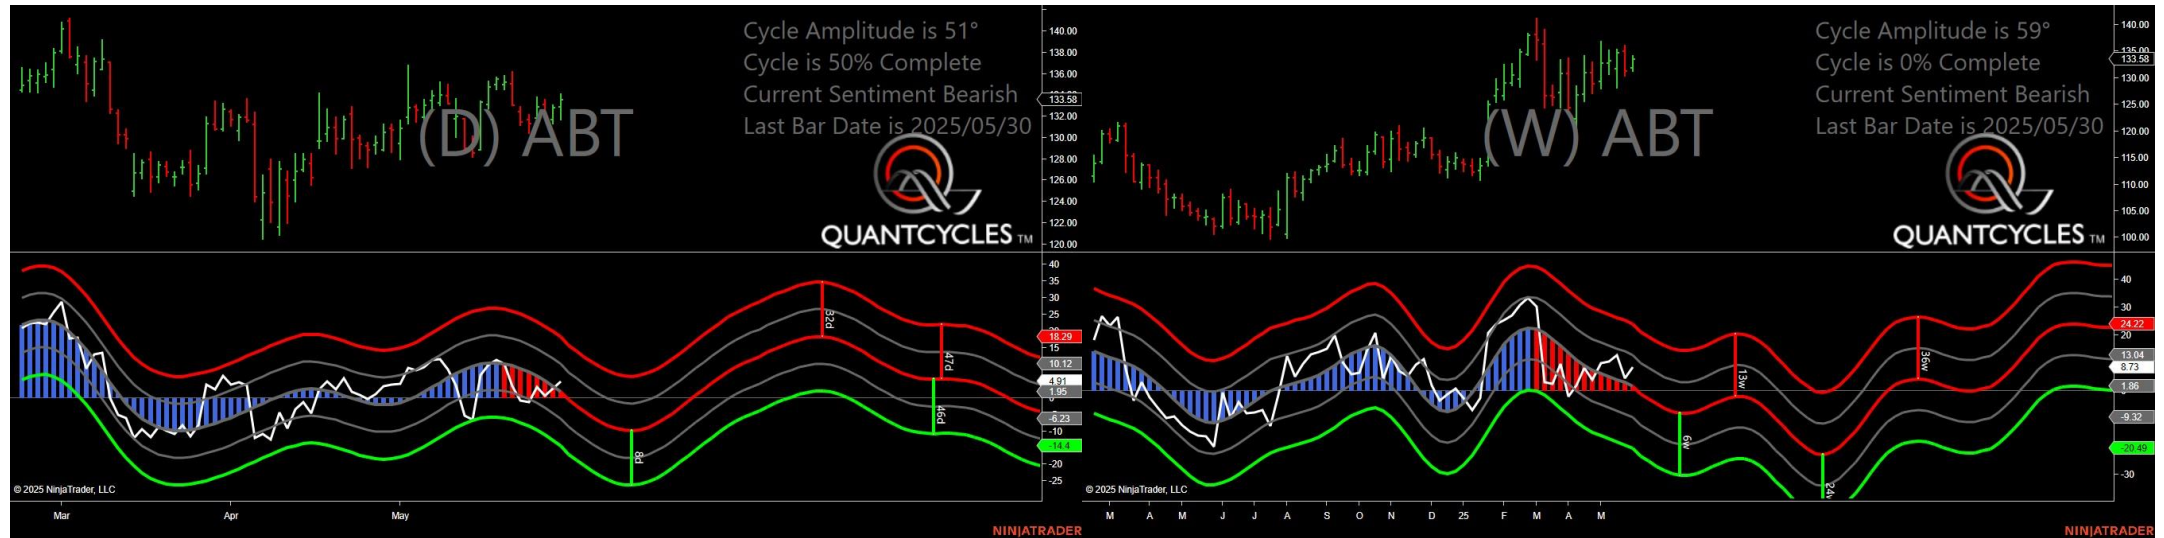 Cycle Amplitude is 51°
Cycle is 50% Complete
Current Sentiment Bearish
Last Bar Date is 2025/05/30
(D) ABT
QUANTCYCLES TM
140.00
138.00
136.00
133.58
132.00
130.00
128.00
126.00
124.00
122.00
120.00
40
35
30
25
18.29
15
10.12
4.91
1.95
-6.23
-10
-14.4
-20
-25
32d
47d
46d
8d
© 2025 NinjaTrader, LLC
Mar Apr May
NINJATRADER
Cycle Amplitude is 59°
Cycle is 0% Complete
Current Sentiment Bearish
Last Bar Date is 2025/05/30
(W) ABT
QUANTCYCLES TM
140.00
135.00
133.58
130.00
125.00
120.00
115.00
110.00
105.00
100.00
40
30
24.22
20
13.04
8.73
1.86
-9.32
-20.49
-30
13w
36w
6w
© 2025 NinjaTrader, LLC
M A M J J A S O N D 25 F M A M
NINJATRADER